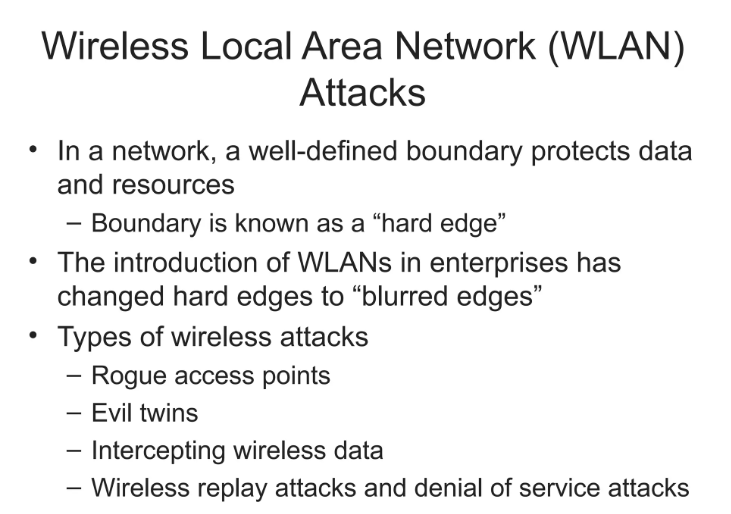 Wireless Local Area Network (WLAN)
Attacks
• In a network, a well-defined boundary protects data
and resources
– Boundary is known as a “hard edge”
• The introduction of WLANs in enterprises has
changed hard edges to “blurred edges”
• Types of wireless attacks
– Rogue access points
– Evil twins
– Intercepting wireless data
– Wireless replay attacks and denial of service attacks